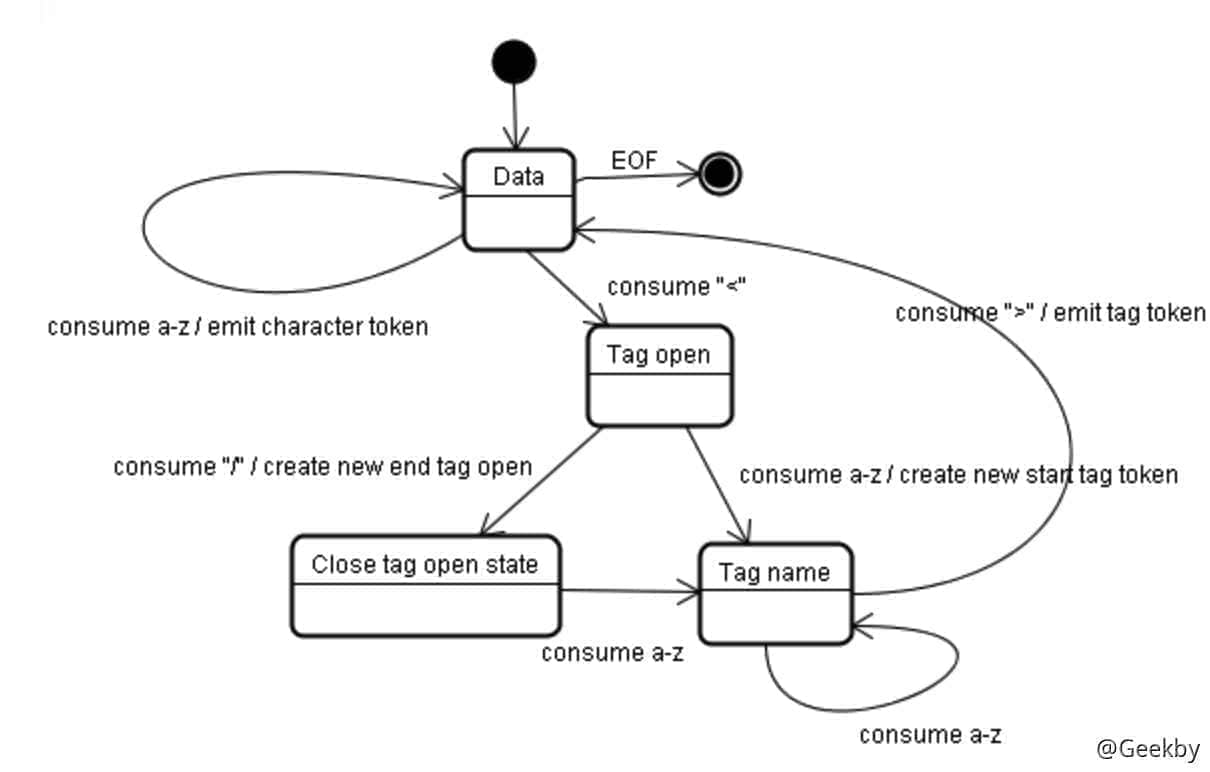 EOF
Data
consume "<"
consume ">" / emit tag token
consume a-z / emit character token
Tag open
consume "/" / create new end tag open
consume a-z / create new start tag token
Close tag open state
Tag name
consume a-z
consume a-z
@Geekby